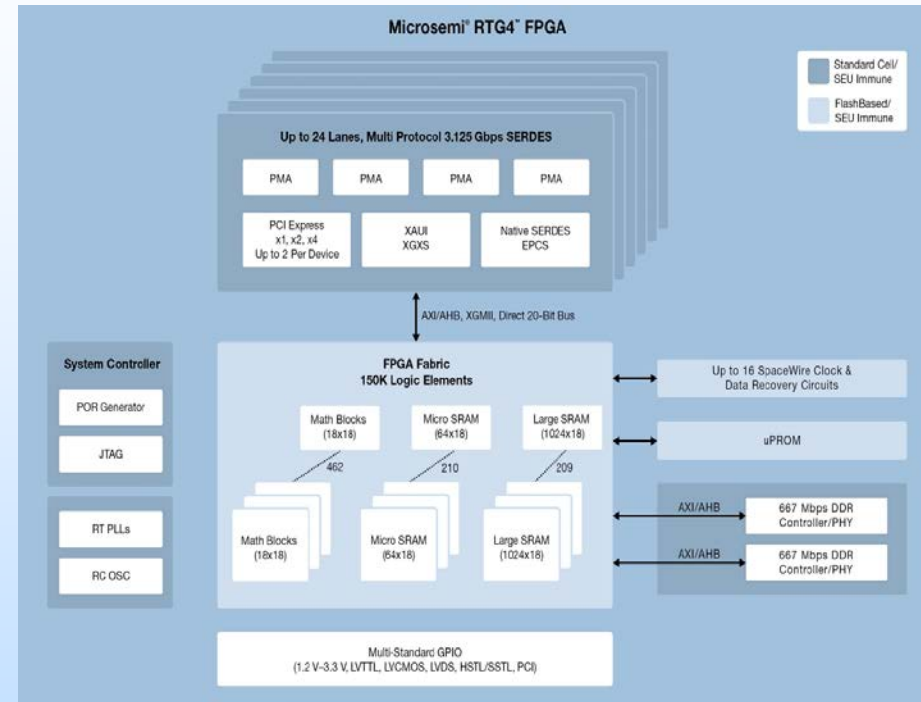 Microsemi® RTG4™ FPGA
Standard Cell/
SEU Immune
FlashBased/
SEU Immune
Up to 24 Lanes, Multi Protocol 3.125 Gbps SERDES
PMA
PMA
PMA
PMA
PCI Express
x1, x2, x4
Up to 2 Per Device
XAUI
XGXS
Native SERDES
EPCS
AXI/AHB, XGMII, Direct 20-Bit Bus
System Controller
POR Generator
JTAG
RT PLLs
RC OSC
FPGA Fabric
150K Logic Elements
Math Blocks
(18x18)
Micro SRAM
(64x18)
Large SRAM
(1024x18)
462
210
209
Math Blocks
(18x18)
Micro SRAM
(64x18)
Large SRAM
(1024x18)
Up to 16 SpaceWire Clock &
Data Recovery Circuits
uPROM
AXI/AHB
667 Mbps DDR
Controller/PHY
AXI/AHB
667 Mbps DDR
Controller/PHY
Multi-Standard GPIO
(1.2 V–3.3 V, LVTTL, LVCMOS, LVDS, HSTL/SSTL, PCI)